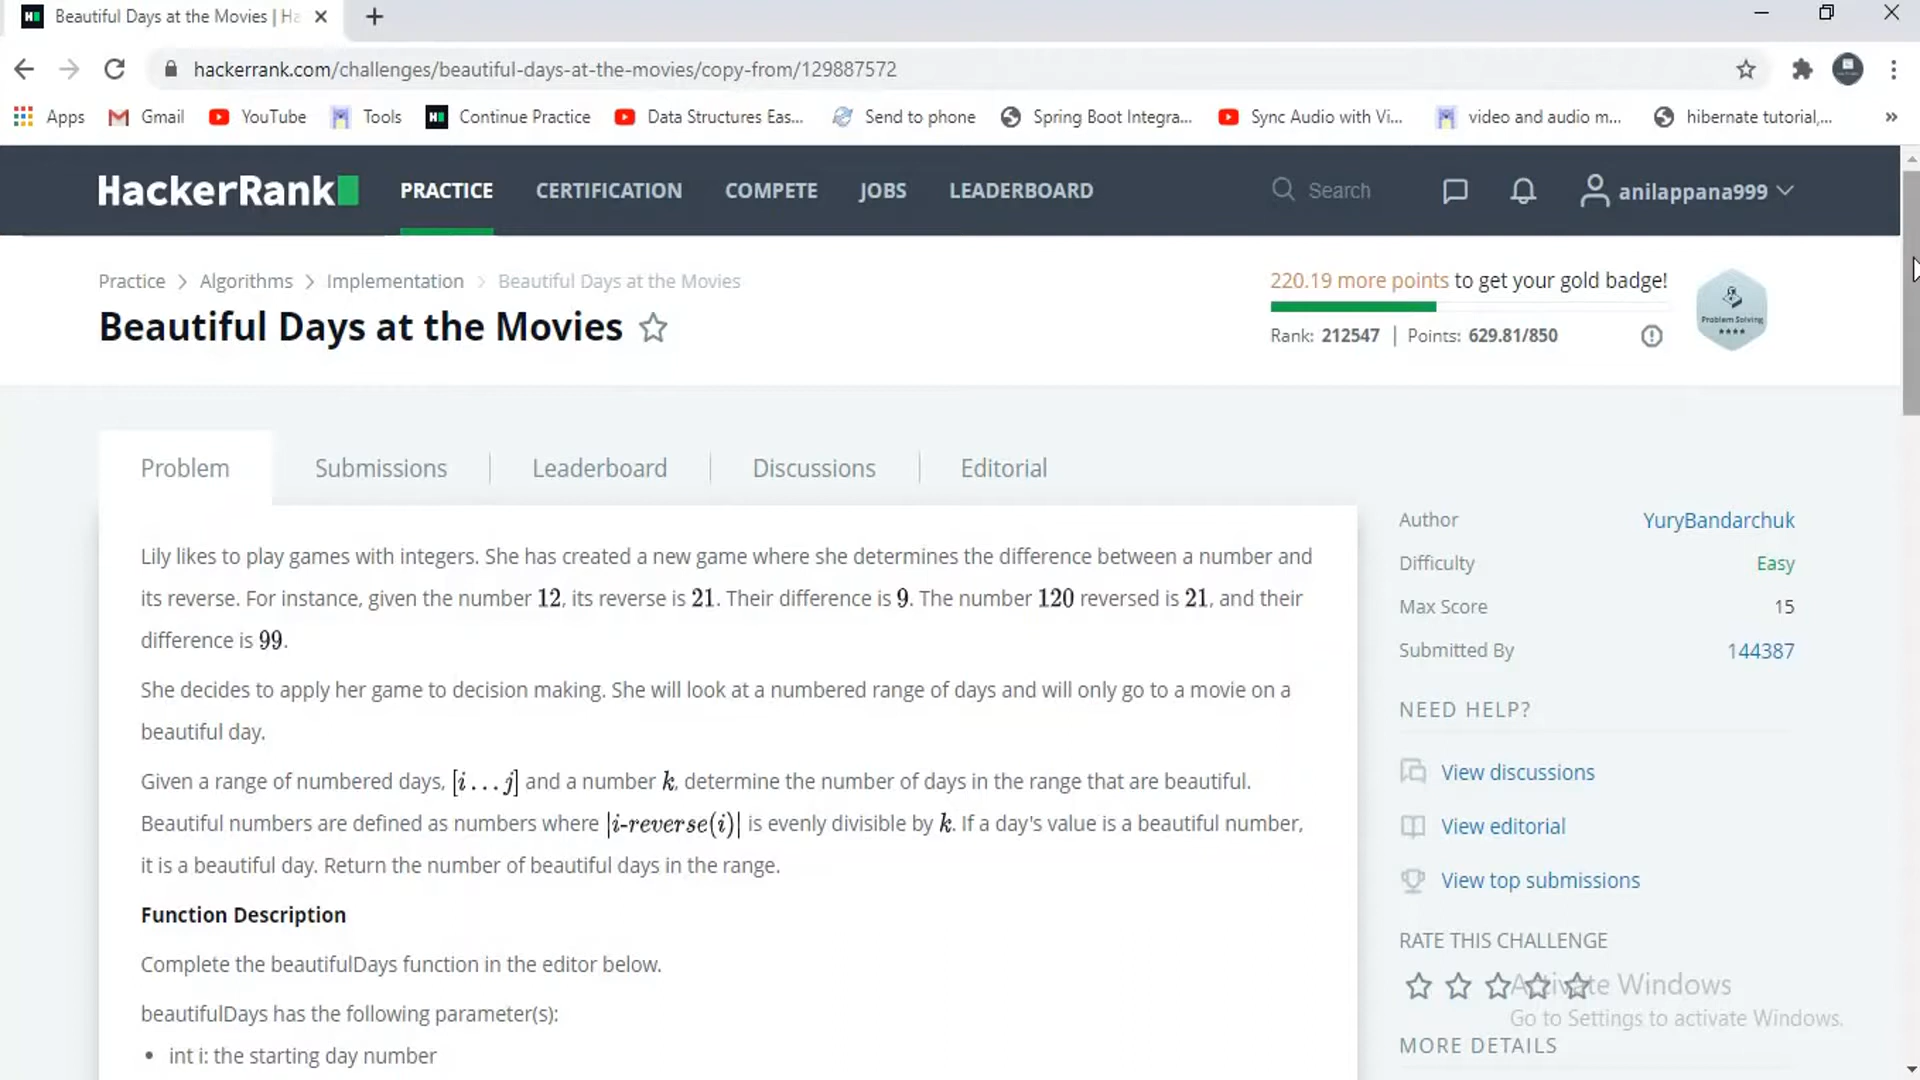 Beautiful Days at the Movies | Ha
hackerrank.com/challenges/beautiful-days-at-the-movies/copy-from/129887572
Apps Gmail YouTube Tools Continue Practice Data Structures Eas... Send to phone Spring Boot Integra... Sync Audio with Vi... video and audio m... hibernate tutorial,... »
HackerRank PRACTICE CERTIFICATION COMPETE JOBS LEADERBOARD Search anilappana999
Practice > Algorithms > Implementation > Beautiful Days at the Movies
Beautiful Days at the Movies
220.19 more points to get your gold badge!
Rank: 212547 | Points: 629.81/850
Problem Solving
Problem Submissions Leaderboard Discussions Editorial
Lily likes to play games with integers. She has created a new game where she determines the difference between a number and
its reverse. For instance, given the number 12, its reverse is 21. Their difference is 9. The number 120 reversed is 21, and their
difference is 99.
She decides to apply her game to decision making. She will look at a numbered range of days and will only go to a movie on a
beautiful day.
Given a range of numbered days, [i . . . j] and a number k, determine the number of days in the range that are beautiful.
Beautiful numbers are defined as numbers where |i-reverse(i)| is evenly divisible by k. If a day's value is a beautiful number,
it is a beautiful day. Return the number of beautiful days in the range.
Function Description
Complete the beautifulDays function in the editor below.
beautifulDays has the following parameter(s):
• int i: the starting day number
Author YuryBandarchuk
Difficulty Easy
Max Score 15
Submitted By 144387
NEED HELP?
View discussions
View editorial
View top submissions
RATE THIS CHALLENGE
Activate Windows
Go to Settings to activate Windows.
MORE DETAILS